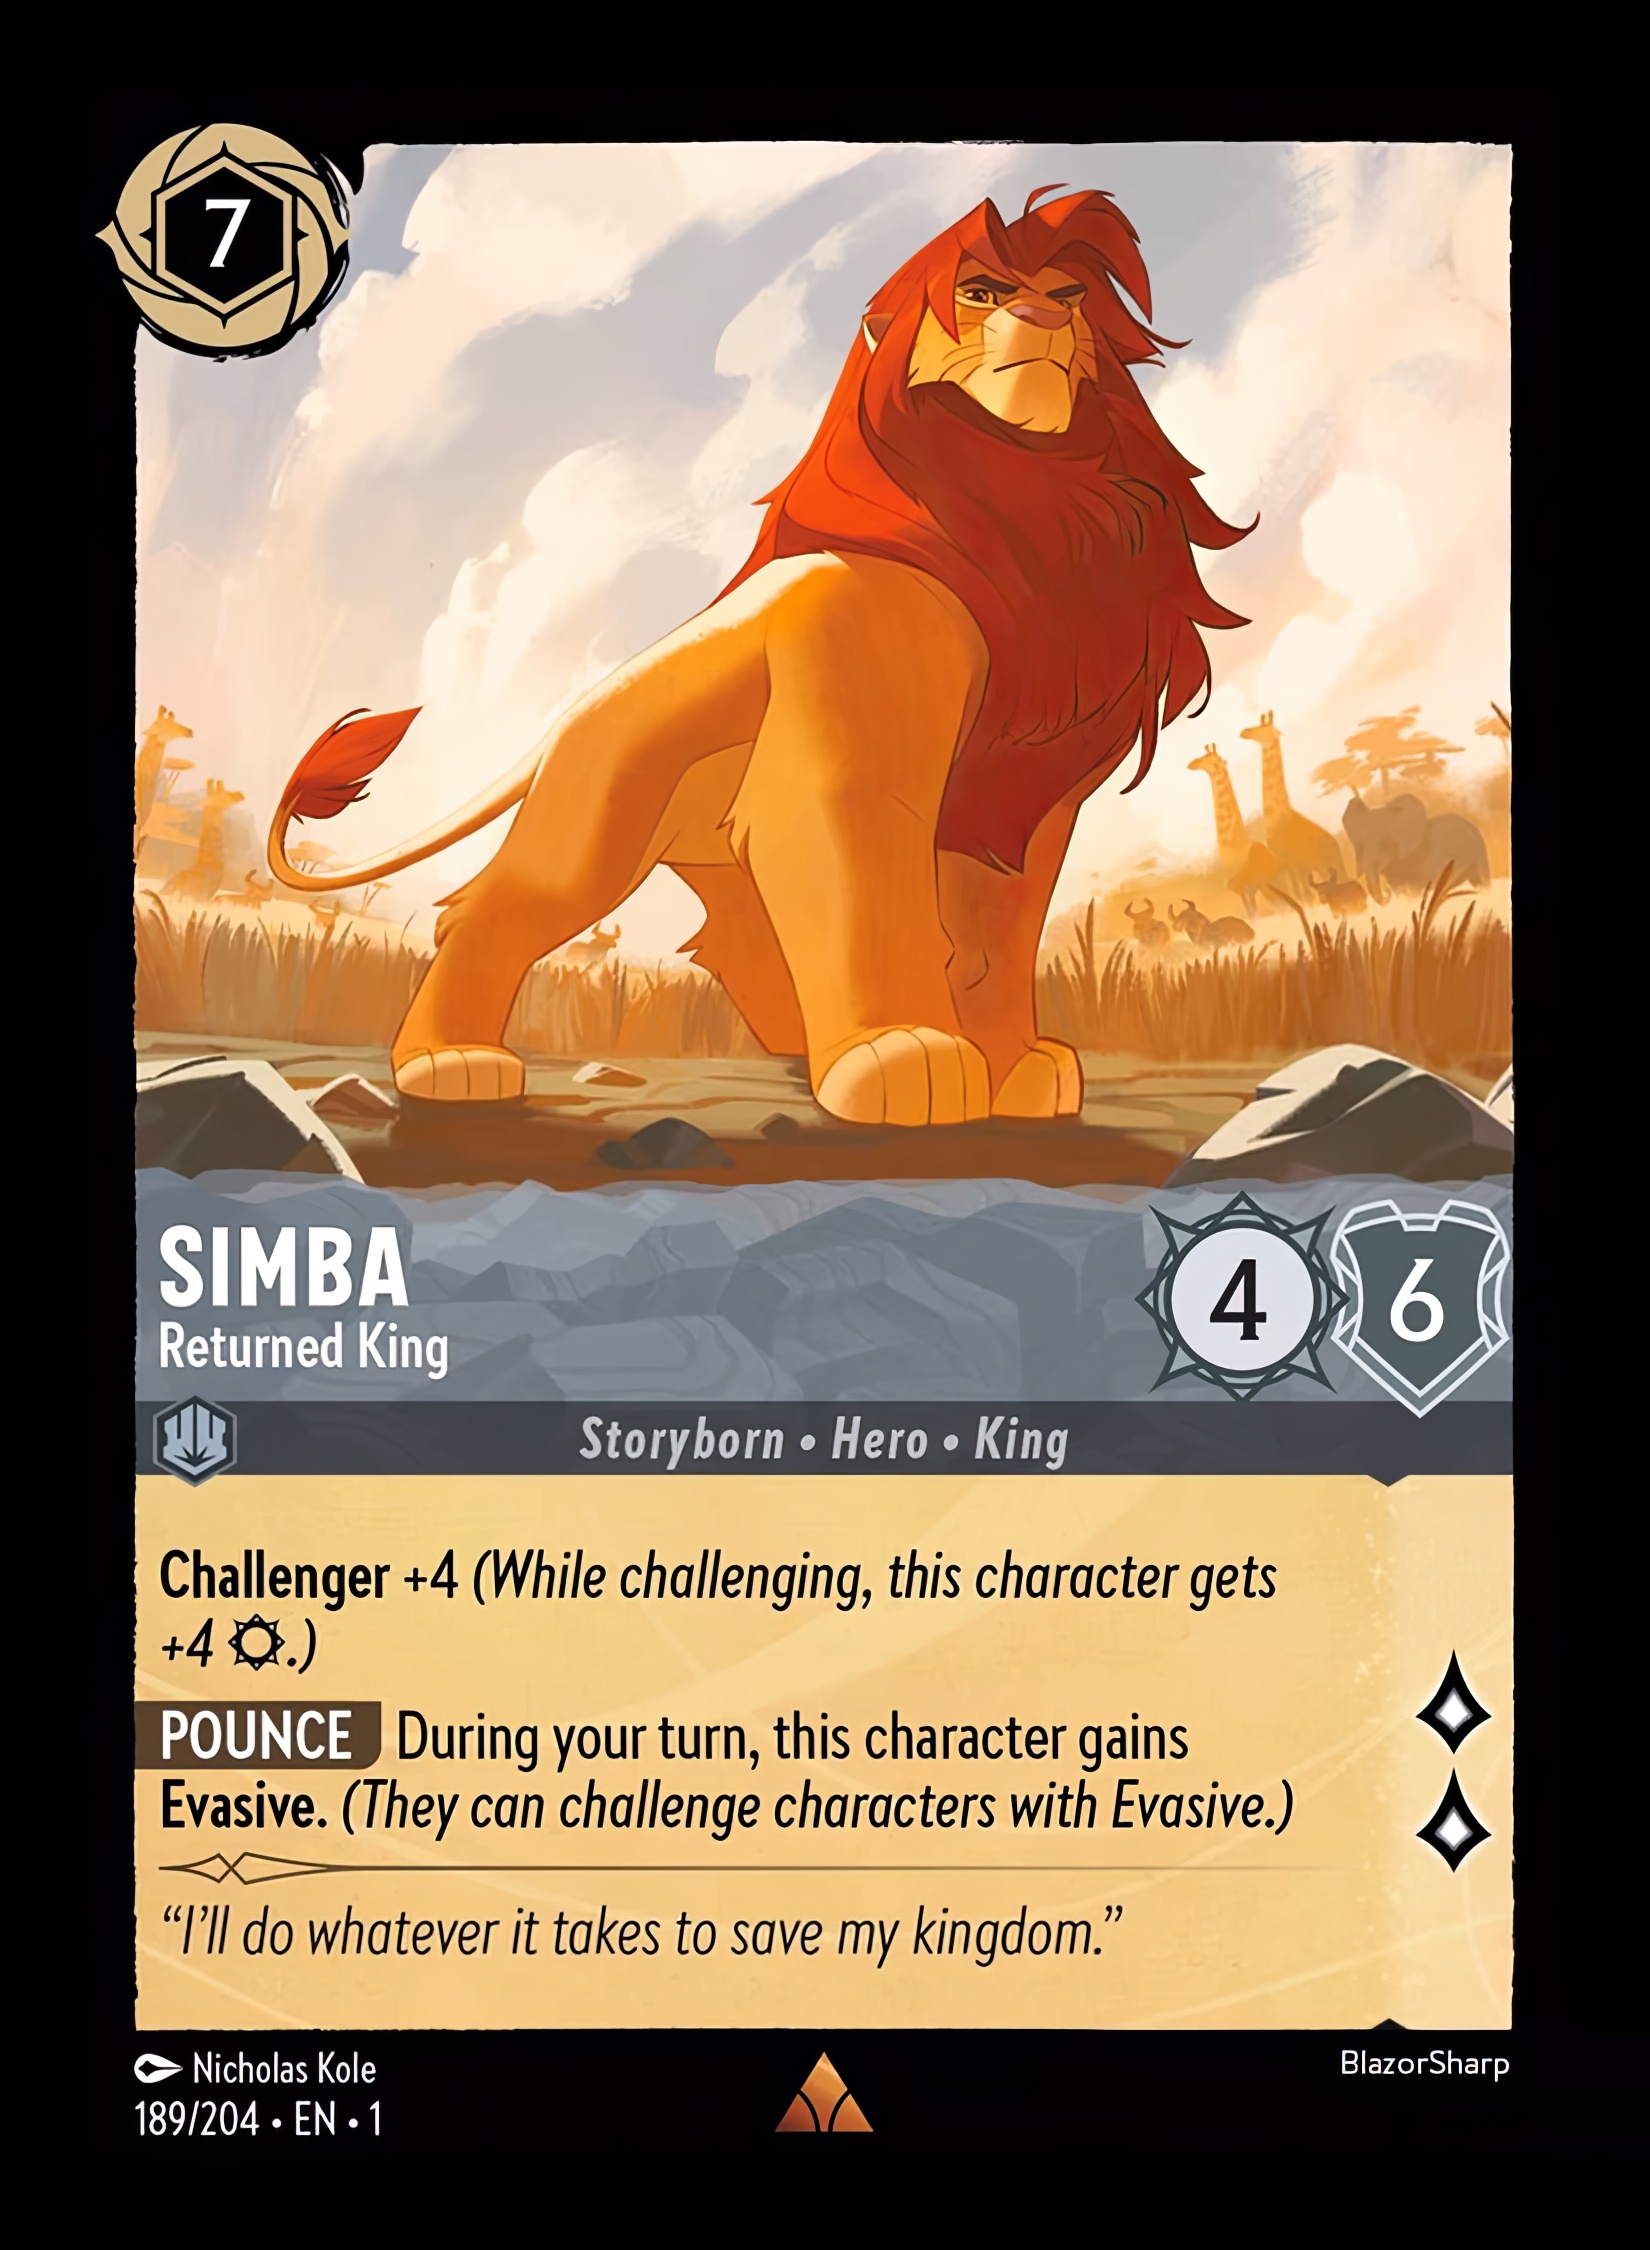 7
SIMBA
Returned King
4 6
Storyborn • Hero • King
Challenger +4 (While challenging, this character gets
+4 .)
POUNCE During your turn, this character gains
Evasive. (They can challenge characters with Evasive.)
“I’ll do whatever it takes to save my kingdom.”
Nicholas Kole
189/204 • EN • 1
BlazorSharp